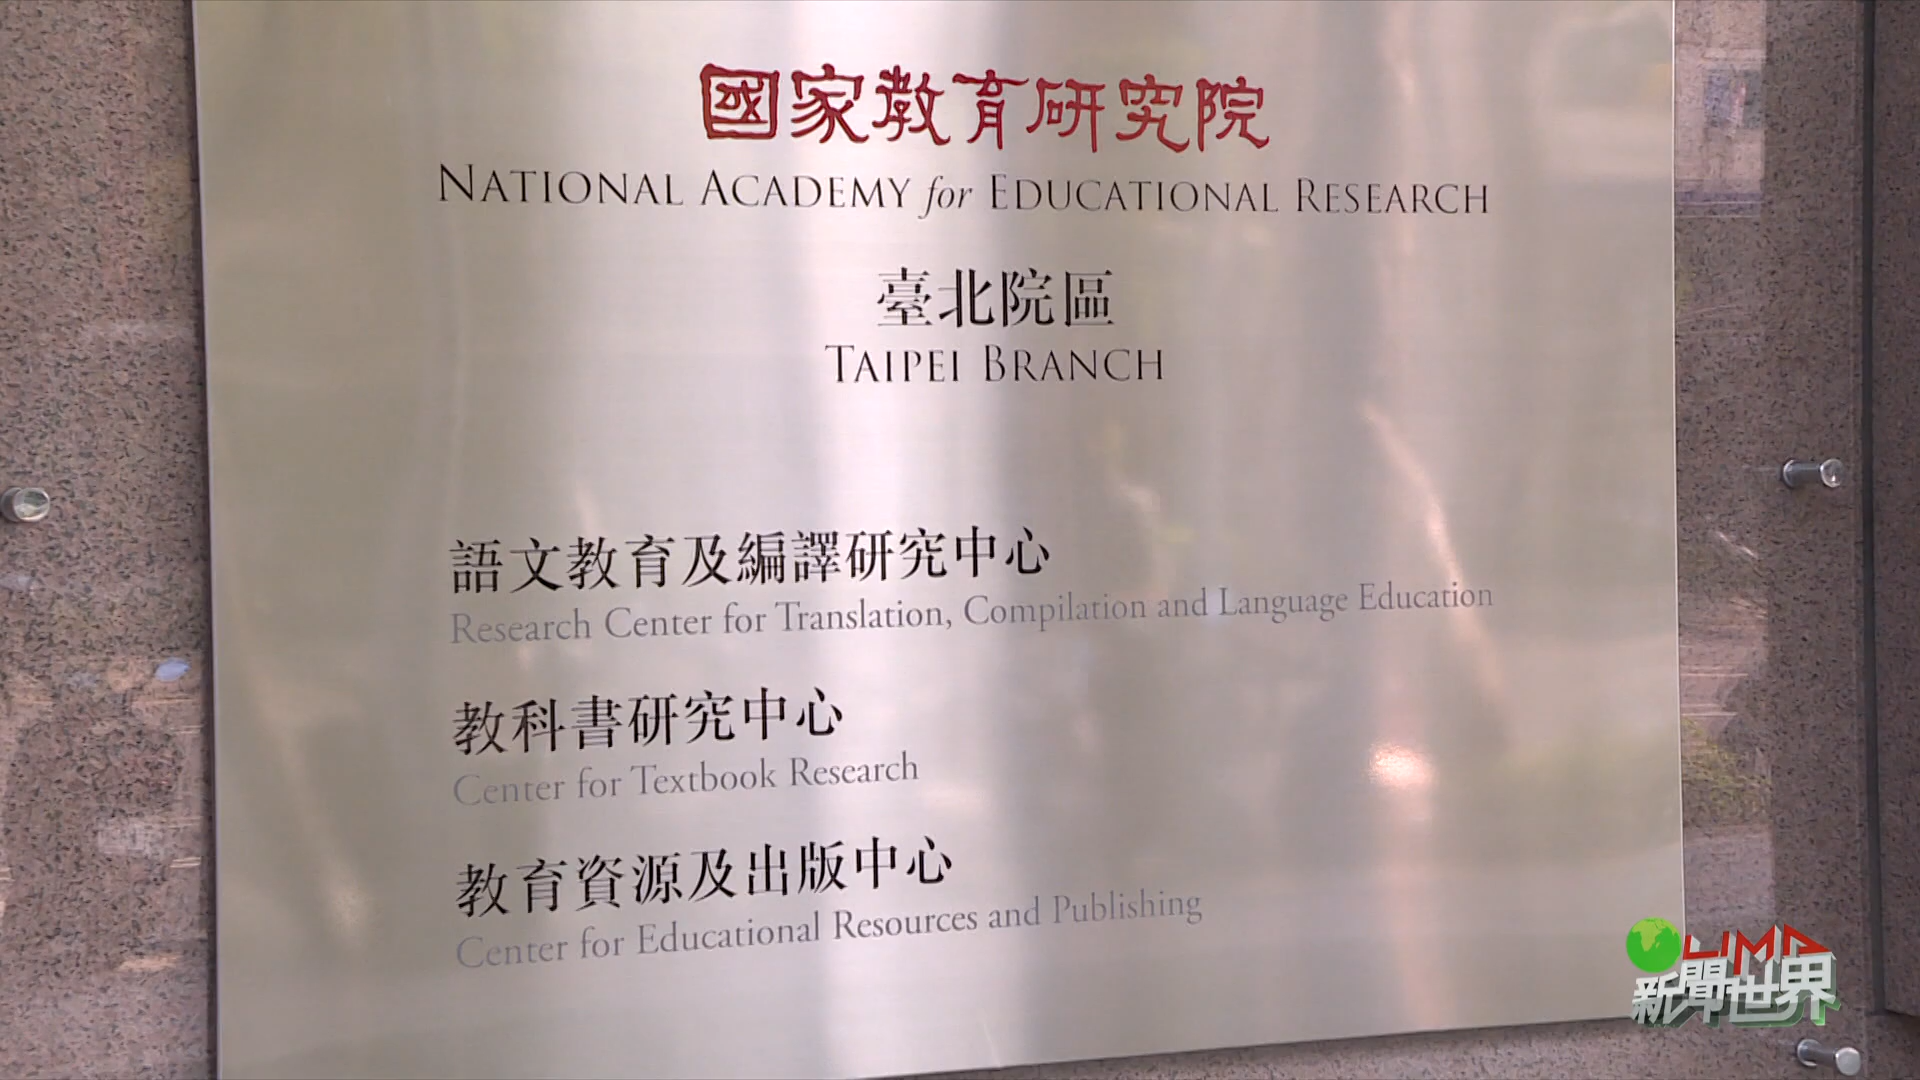 國家教育研究院
NATIONAL ACADEMY for EDUCATIONAL RESEARCH
臺北院區
TAIPEI BRANCH
語文教育及編譯研究中心
Research Center for Translation, Compilation and Language Education
教科書研究中心
Center for Textbook Research
教育資源及出版中心
Center for Educational Resources and Publishing
LIMA
新聞世界